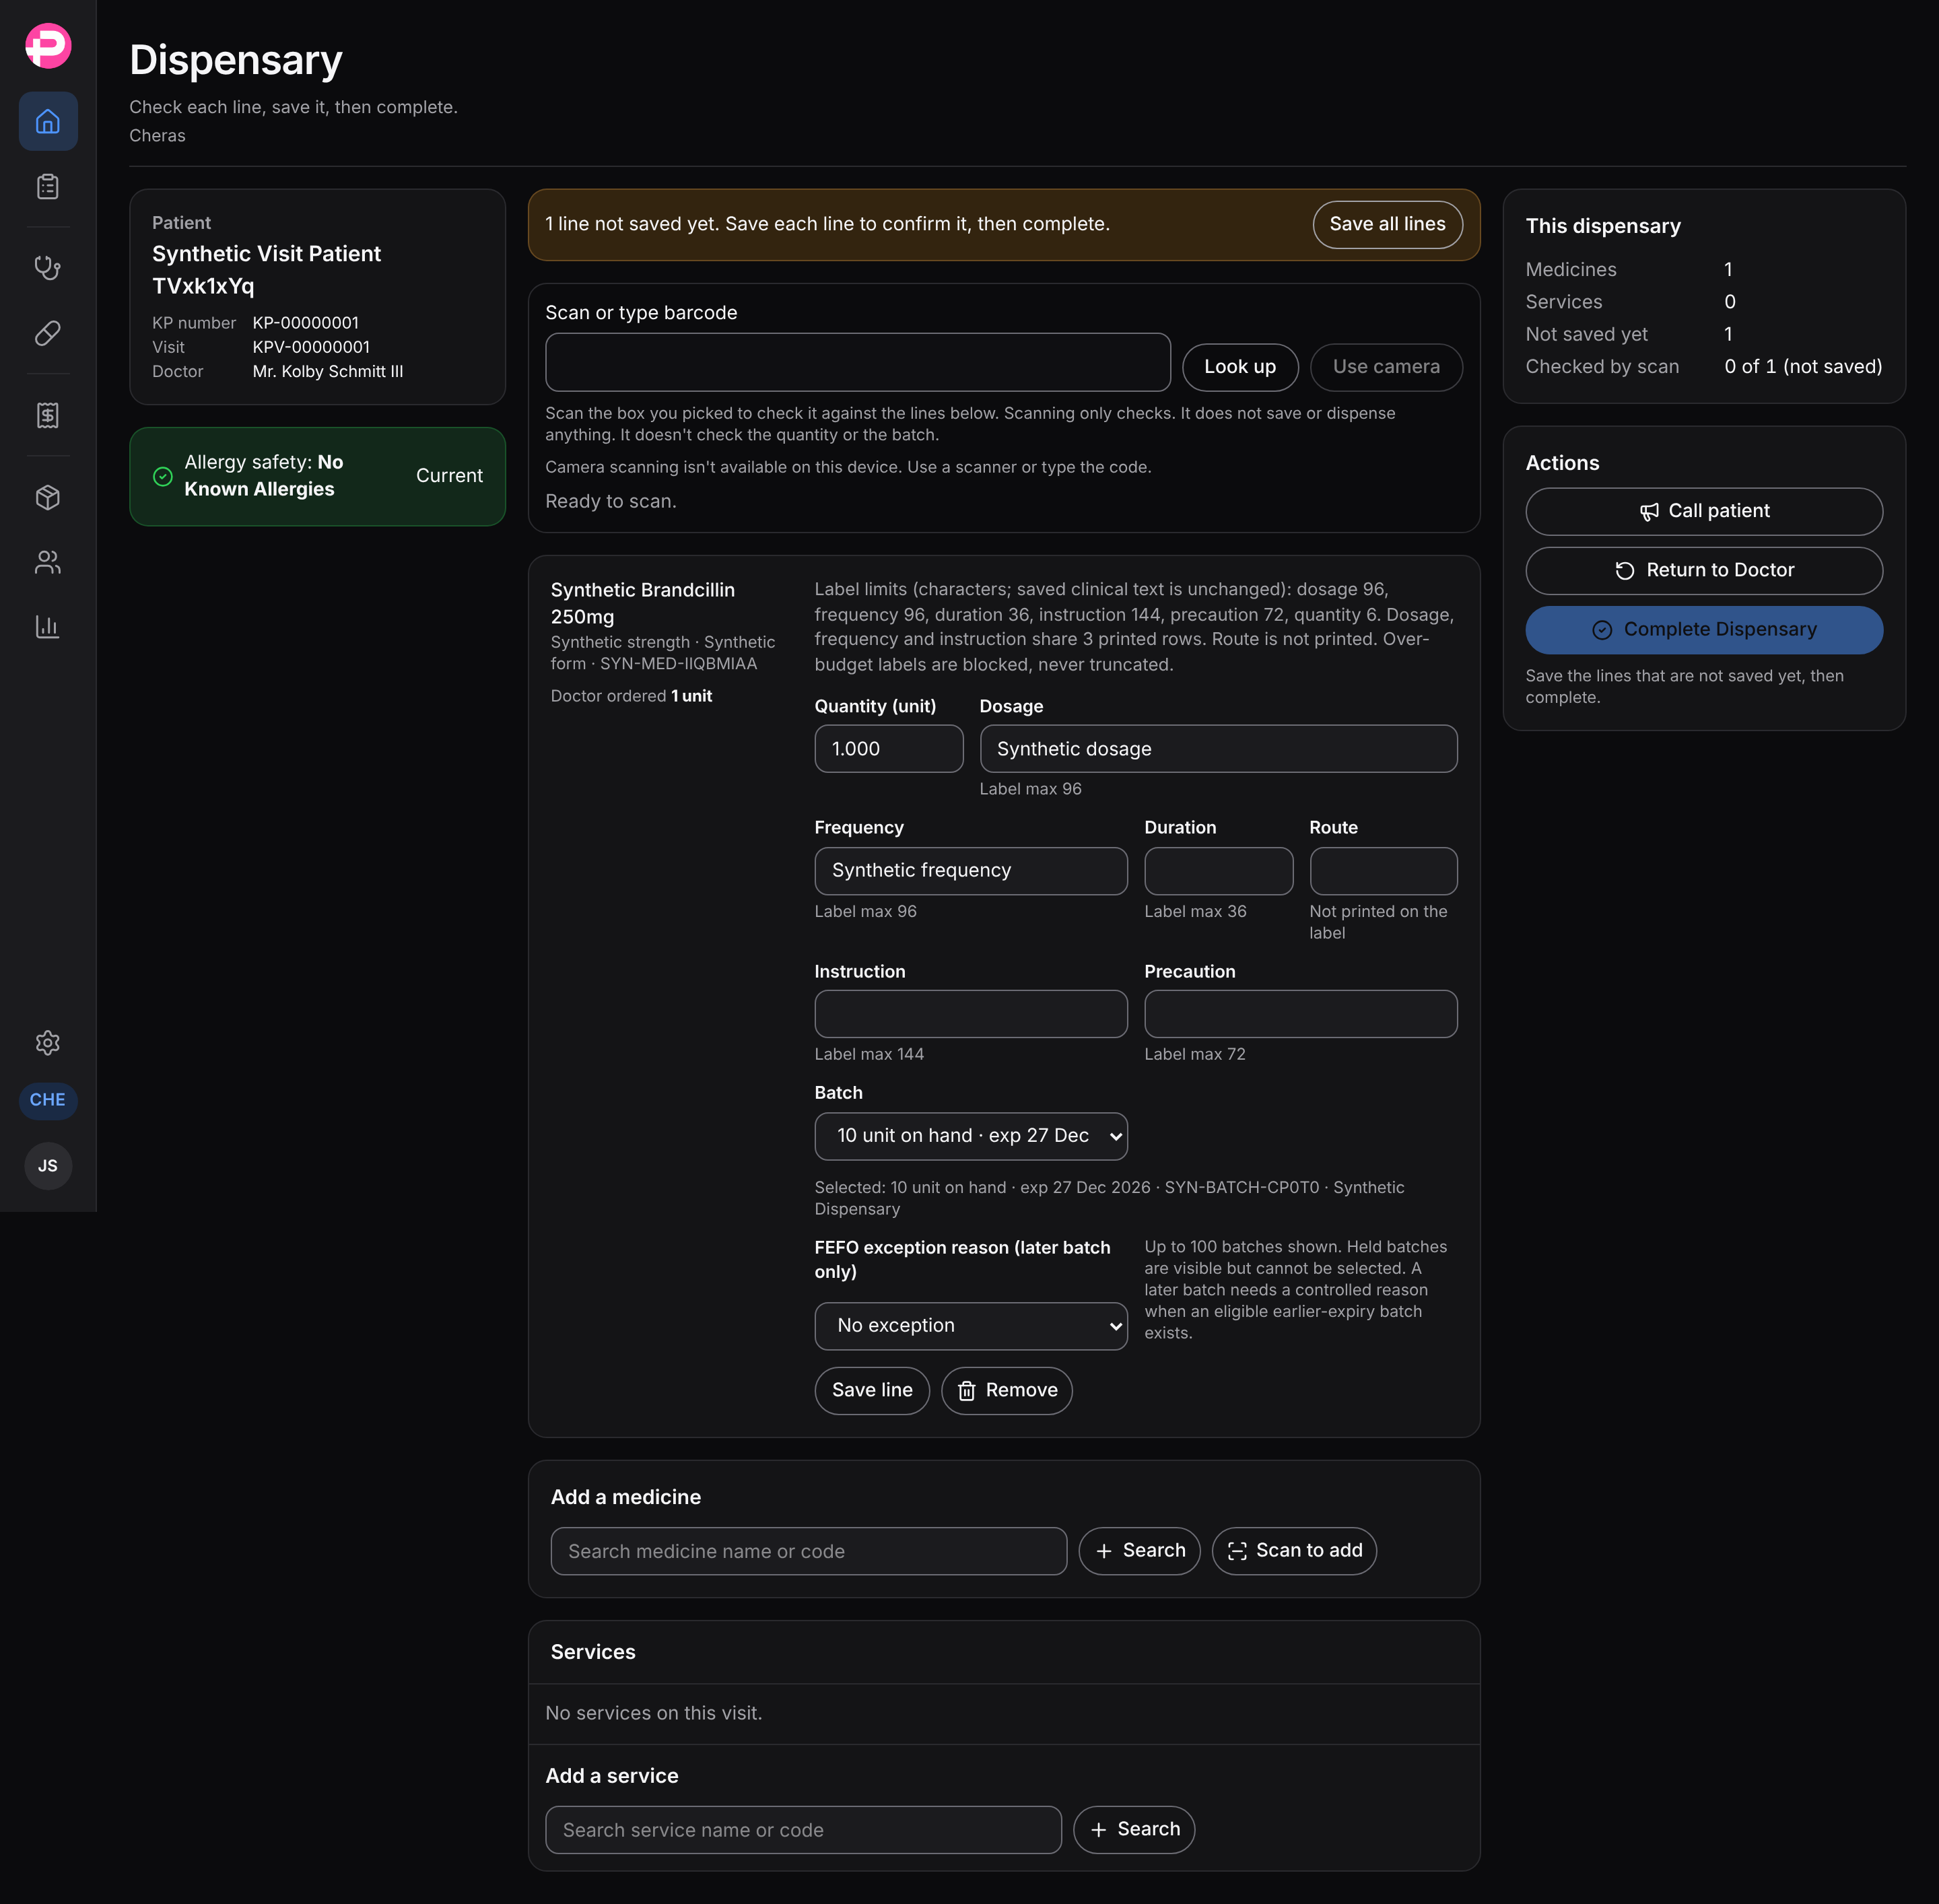 Dispensary
Check each line, save it, then complete.
Cheras
Patient
Synthetic Visit Patient
TVxk1xYq
KP number KP-00000001
Visit KPV-00000001
Doctor Mr. Kolby Schmitt III
Allergy safety: No
Known Allergies
Current
1 line not saved yet. Save each line to confirm it, then complete.
Save all lines
Scan or type barcode
Look up
Use camera
Scan the box you picked to check it against the lines below. Scanning only checks. It does not save or dispense
anything. It doesn't check the quantity or the batch.
Camera scanning isn't available on this device. Use a scanner or type the code.
Ready to scan.
Synthetic Brandcillin
250mg
Synthetic strength · Synthetic
form · SYN-MED-IIQBMIAA
Doctor ordered 1 unit
Label limits (characters; saved clinical text is unchanged): dosage 96,
frequency 96, duration 36, instruction 144, precaution 72, quantity 6. Dosage,
frequency and instruction share 3 printed rows. Route is not printed. Over-
budget labels are blocked, never truncated.
Quantity (unit) Dosage
1.000 Synthetic dosage
Label max 96
Frequency Duration Route
Synthetic frequency
Label max 96 Label max 36 Not printed on the
label
Instruction Precaution
Label max 144 Label max 72
Batch
10 unit on hand · exp 27 Dec
Selected: 10 unit on hand · exp 27 Dec 2026 · SYN-BATCH-CP0T0 · Synthetic
Dispensary
FEFO exception reason (later batch
only)
No exception
Up to 100 batches shown. Held batches
are visible but cannot be selected. A
later batch needs a controlled reason
when an eligible earlier-expiry batch
exists.
Save line
Remove
Add a medicine
Search medicine name or code
Search
Scan to add
Services
No services on this visit.
Add a service
Search service name or code
Search
This dispensary
Medicines 1
Services 0
Not saved yet 1
Checked by scan 0 of 1 (not saved)
Actions
Call patient
Return to Doctor
Complete Dispensary
Save the lines that are not saved yet, then
complete.
CHE
JS